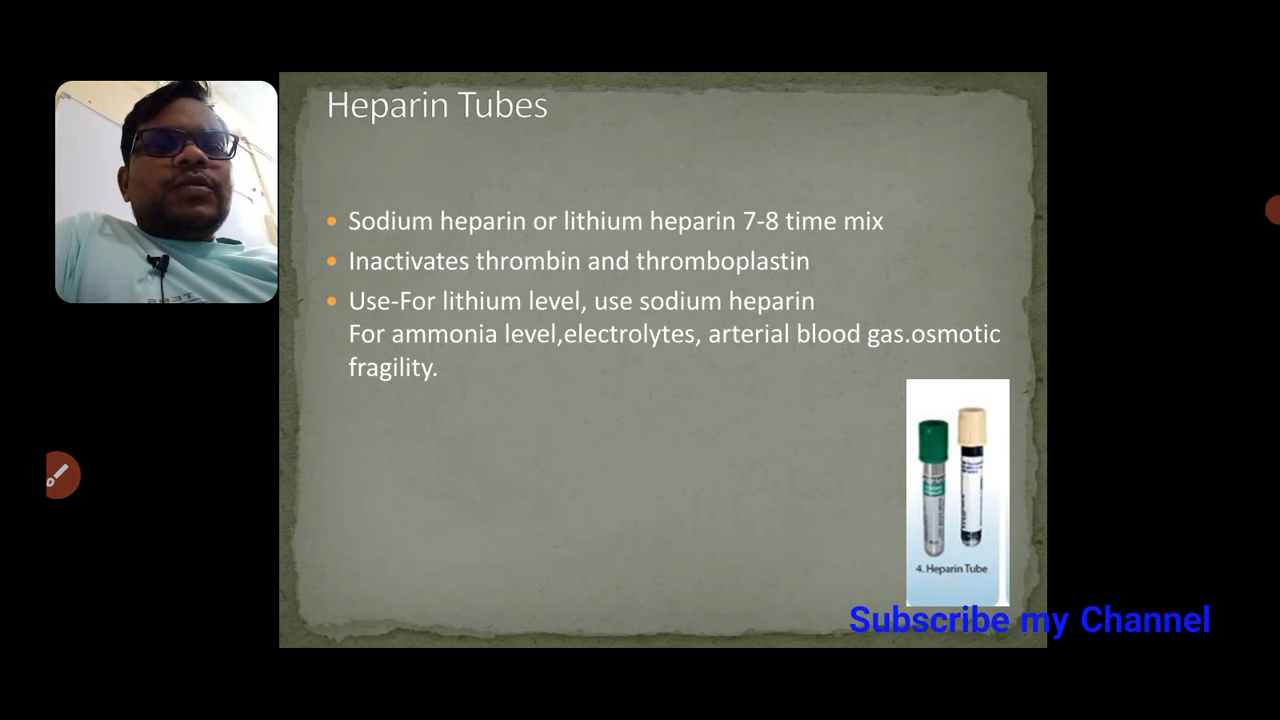 Heparin Tubes
Sodium heparin or lithium heparin 7-8 time mix
Inactivates thrombin and thromboplastin
Use-For lithium level, use sodium heparin
For ammonia level,electrolytes, arterial blood gas.osmotic
fragility.
4. Heparin Tube
Subscribe my Channel